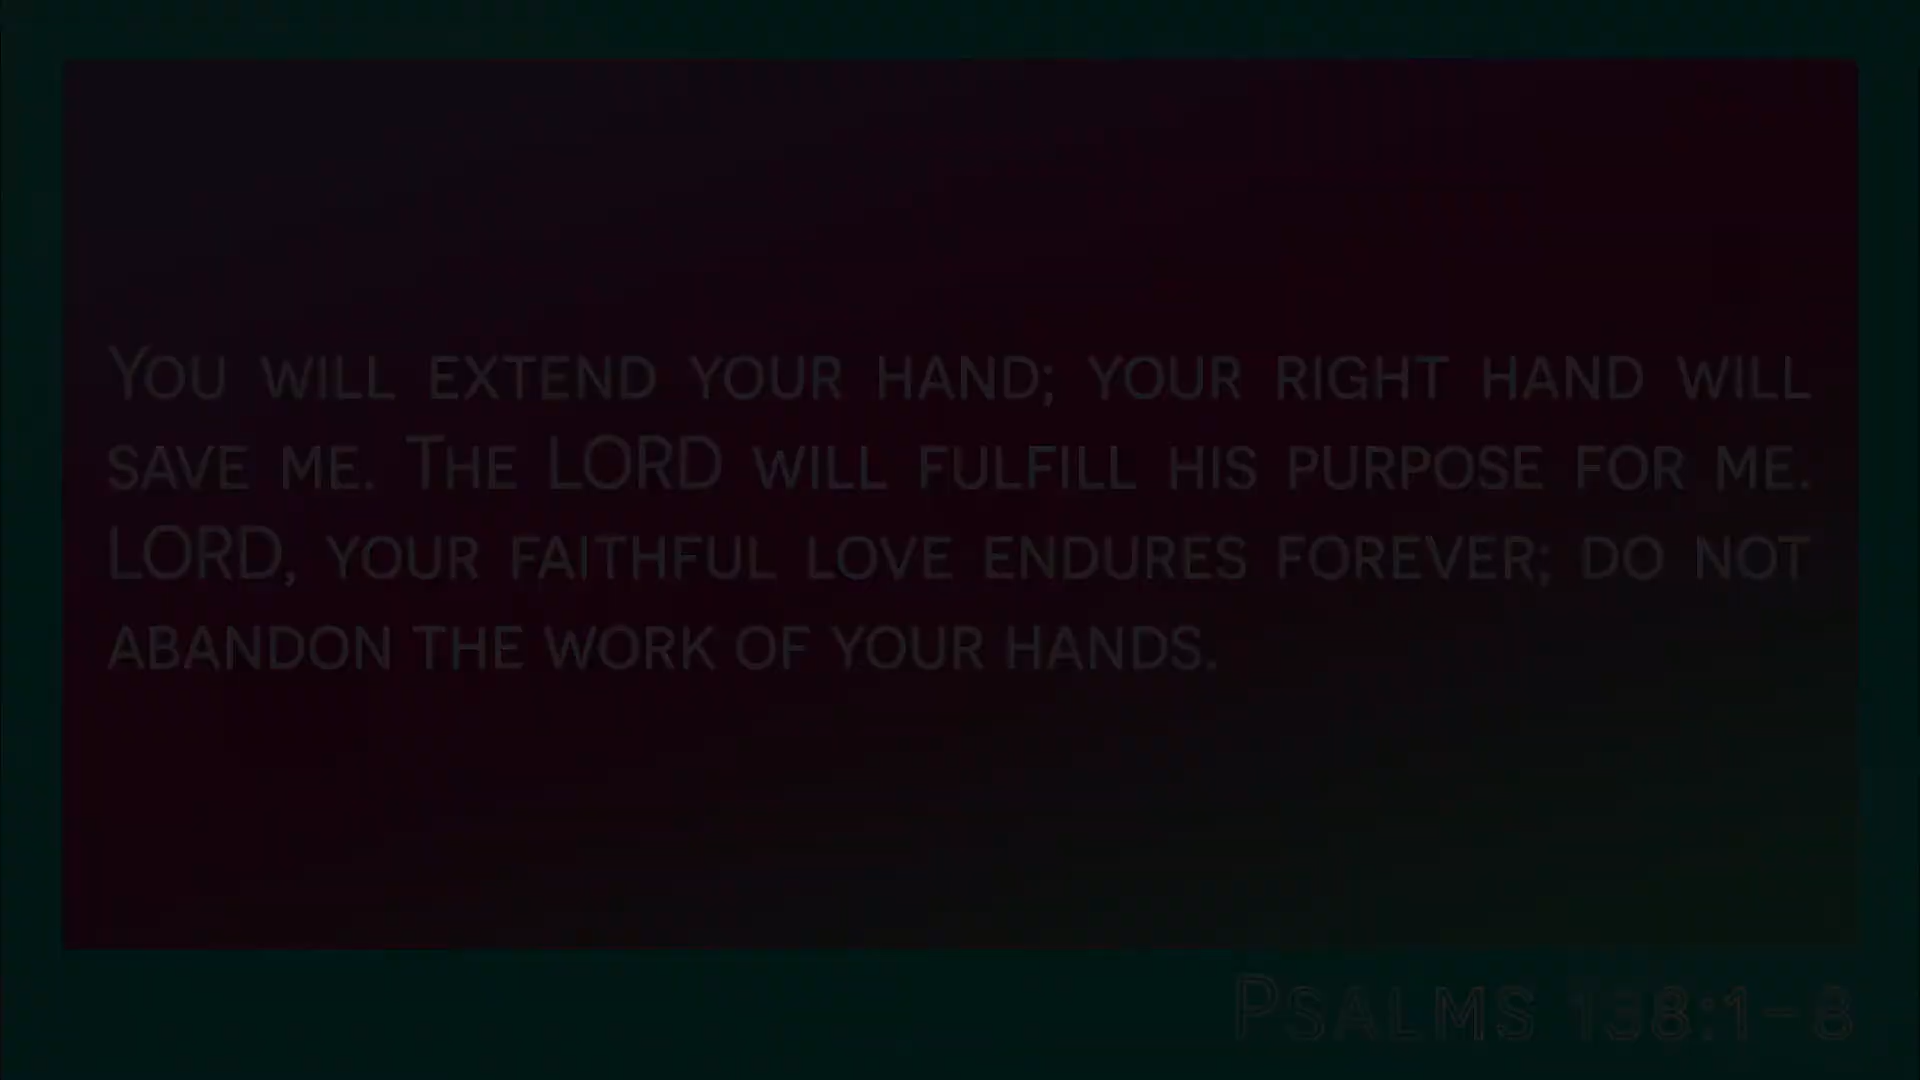 You will extend your hand; your right hand will
save me. The LORD will fulfill his purpose for me.
LORD, your faithful love endures forever; do not
abandon the work of your hands.
Psalms 138:1-8